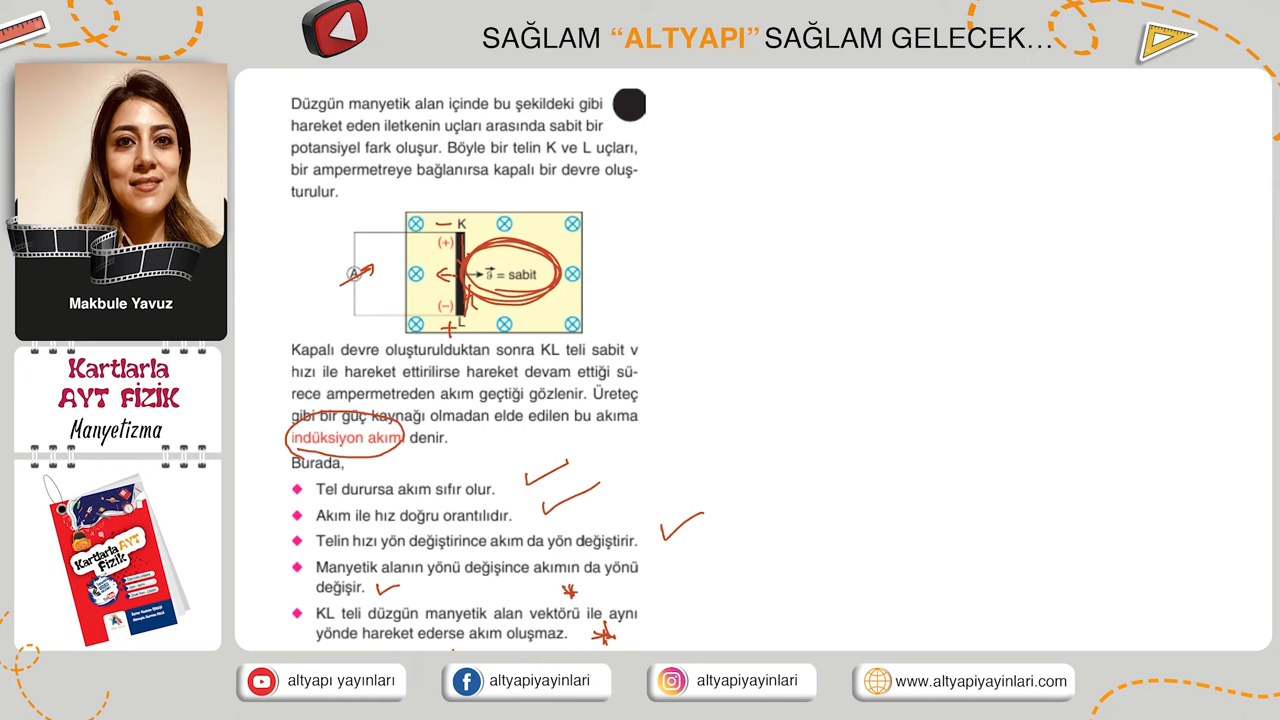 SAĞLAM “ALTYAPI” SAĞLAM GELECEK...
Makbule Yavuz
Kartlarla
AYT FİZİK
Manyetizma
Kartlarla AYT
Fizik
Düzgün manyetik alan içinde bu şekildeki gibi
hareket eden iletkenin uçları arasında sabit bir
potansiyel fark oluşur. Böyle bir telin K ve L uçları,
bir ampermetreye bağlanırsa kapalı bir devre oluş-
turulur.
− K
(+)
A
→ ϑ = sabit
(−)
+ L
Kapalı devre oluşturulduktan sonra KL teli sabit v
hızı ile hareket ettirilirse hareket devam ettiği sü-
rece ampermetreden akım geçtiği gözlenir. Üreteç
gibi bir güç kaynağı olmadan elde edilen bu akıma
indüksiyon akımı denir.
Burada,
Tel durursa akım sıfır olur.
Akım ile hız doğru orantılıdır.
Telin hızı yön değiştirince akım da yön değiştirir.
Manyetik alanın yönü değişince akımın da yönü
değişir.
KL teli düzgün manyetik alan vektörü ile aynı
yönde hareket ederse akım oluşmaz.
altyapı yayınları
altyapiyayinlari
altyapiyayinlari
www.altyapiyayinlari.com